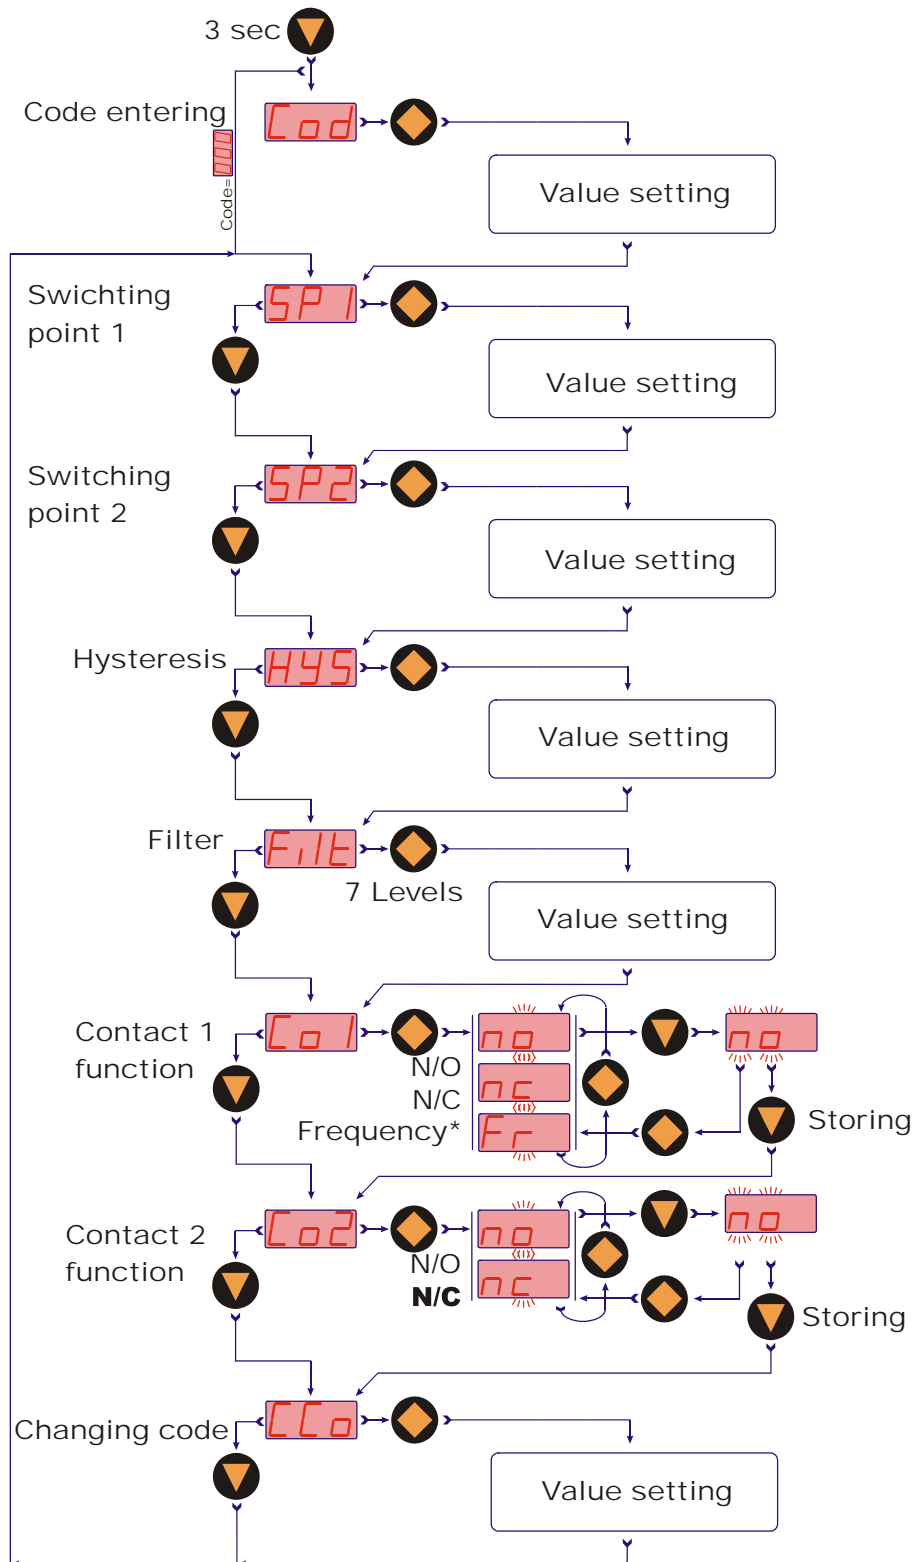 3 sec
Code entering
Cod
Code=
Value setting
Swichting
point 1
SP1
Value setting
Switching
point 2
SP2
Value setting
Hysteresis
HYS
Value setting
Filter
Filt
7 Levels
Value setting
Contact 1
function
Co1
no
N/O
nc
N/C
Frequency*
Fr
no
Storing
Contact 2
function
Co2
no
N/O
nc
N/C
no
Storing
Changing code
CCo
Value setting